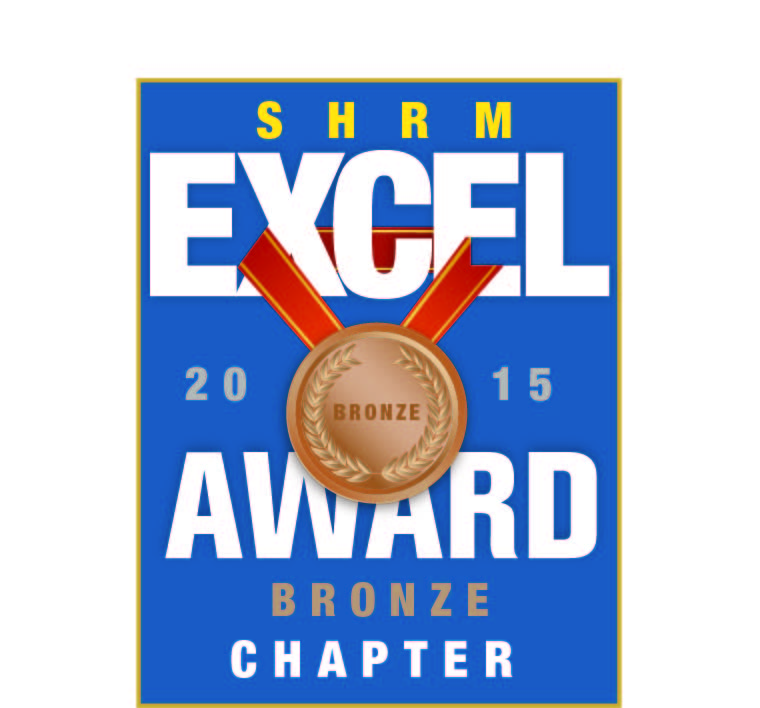 SHRM
EXCEL
20 15
BRONZE
AWARD
BRONZE
CHAPTER